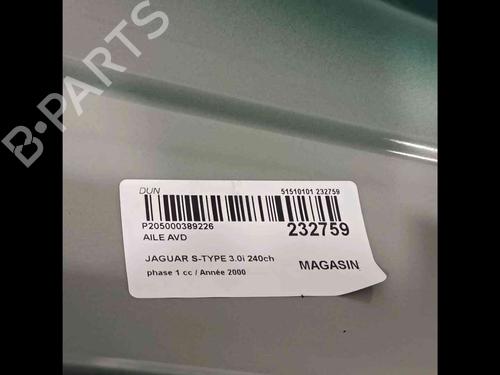 B-PARTS
DUN
51510101 232759
P205000389226
232759
AILE AVD
JAGUAR S-TYPE 3.0i 240ch
MAGASIN
phase 1 cc / Année 2000